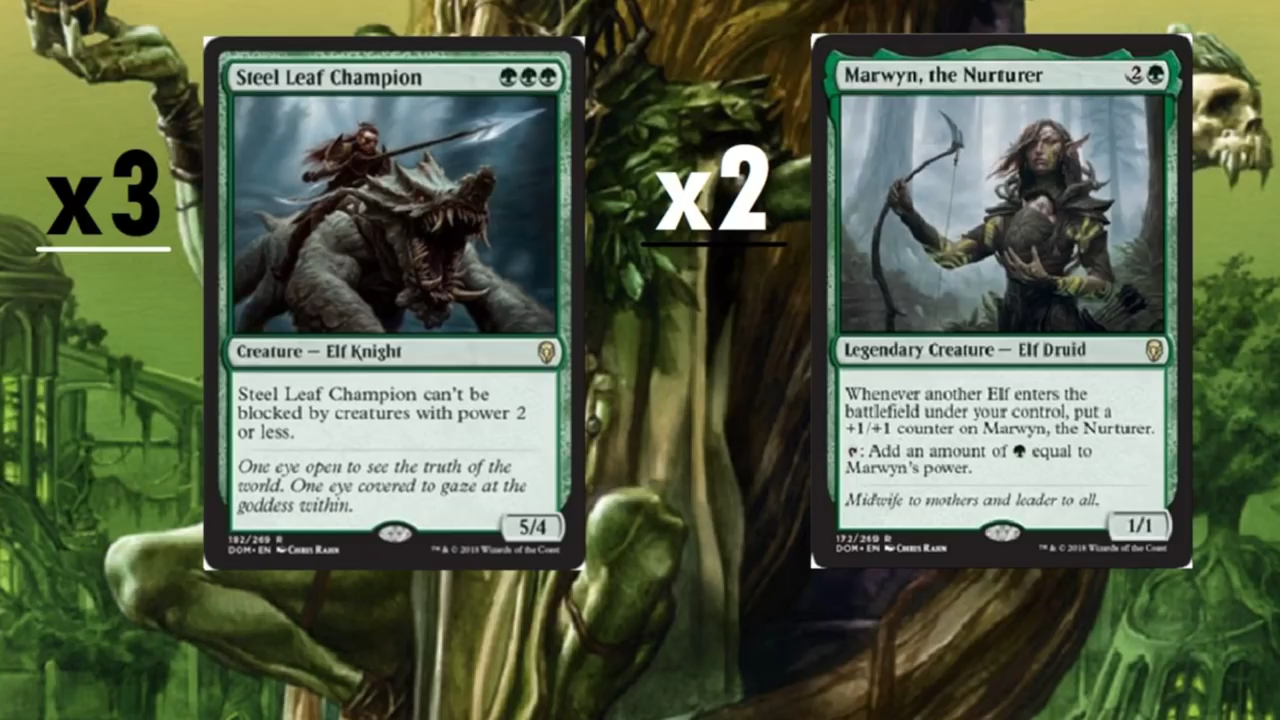 x3
Steel Leaf Champion
Creature — Elf Knight
Steel Leaf Champion can't be
blocked by creatures with power 2
or less.
One eye open to see the truth of the
world. One eye covered to gaze at the
goddess within.
5/4
182/269 R
DOM • EN Chris Rahn
™ & © 2018 Wizards of the Coast
x2
Marwyn, the Nurturer 2
Legendary Creature — Elf Druid
Whenever another Elf enters the
battlefield under your control, put a
+1/+1 counter on Marwyn, the Nurturer.
: Add an amount of equal to
Marwyn's power.
Midwife to mothers and leader to all.
1/1
172/269 R
DOM • EN Chris Rahn
™ & © 2018 Wizards of the Coast